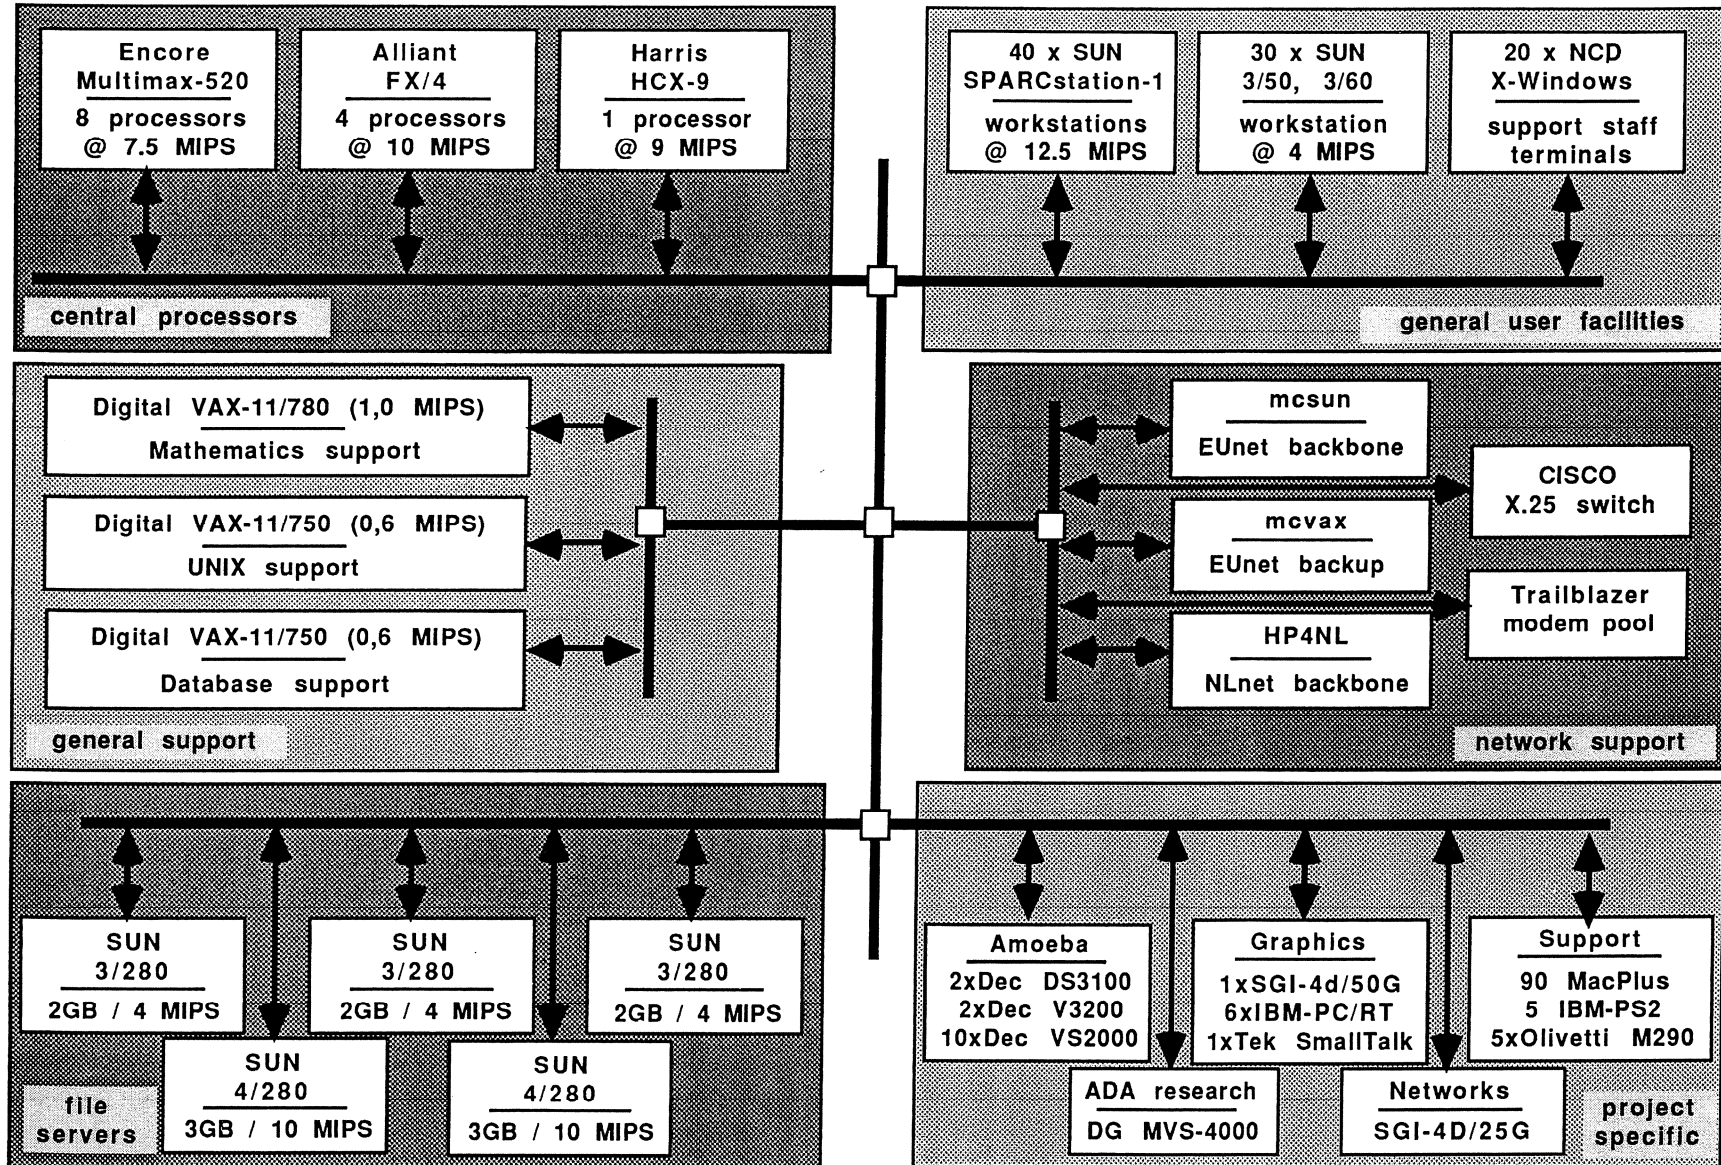 Encore
Multimax-520
8 processors
@ 7.5 MIPS
Alliant
FX/4
4 processors
@ 10 MIPS
Harris
HCX-9
1 processor
@ 9 MIPS
central processors
40 x SUN
SPARCstation-1
workstations
@ 12.5 MIPS
30 x SUN
3/50, 3/60
workstation
@ 4 MIPS
20 x NCD
X-Windows
support staff
terminals
general user facilities
Digital VAX-11/780 (1,0 MIPS)
Mathematics support
Digital VAX-11/750 (0,6 MIPS)
UNIX support
Digital VAX-11/750 (0,6 MIPS)
Database support
general support
mcsun
EUnet backbone
CISCO
X.25 switch
mcvax
EUnet backup
Trailblazer
modem pool
HP4NL
NLnet backbone
network support
SUN
3/280
2GB / 4 MIPS
SUN
3/280
2GB / 4 MIPS
SUN
3/280
2GB / 4 MIPS
SUN
4/280
3GB / 10 MIPS
SUN
4/280
3GB / 10 MIPS
file
servers
Amoeba
2xDec DS3100
2xDec V3200
10xDec VS2000
Graphics
1xSGI-4d/50G
6xIBM-PC/RT
1xTek SmallTalk
Support
90 MacPlus
5 IBM-PS2
5xOlivetti M290
ADA research
DG MVS-4000
Networks
SGI-4D/25G
project
specific